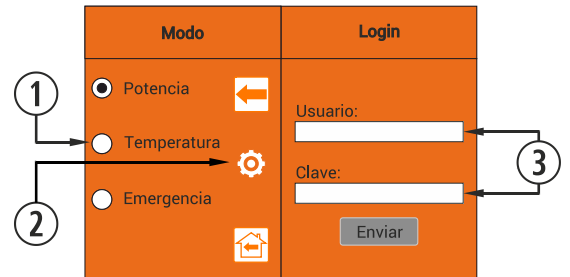 Modo
Login
1
Potencia
Temperatura
2
Emergencia
Usuario:
Clave:
3
Enviar